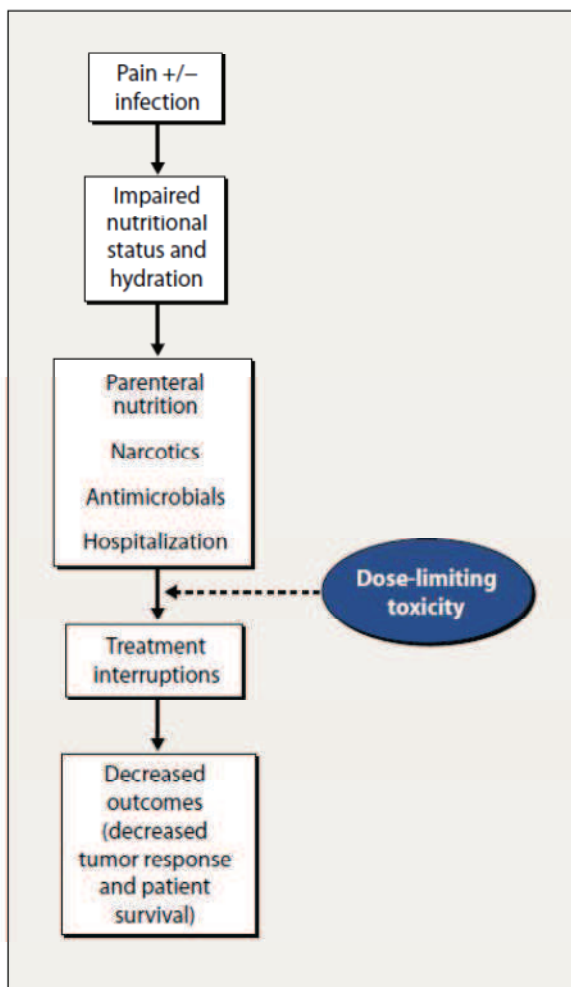 Pain +/−
infection
Impaired
nutritional
status and
hydration
Parenteral
nutrition
Narcotics
Antimicrobials
Hospitalization
Dose-limiting
toxicity
Treatment
interruptions
Decreased
outcomes
(decreased
tumor response
and patient
survival)